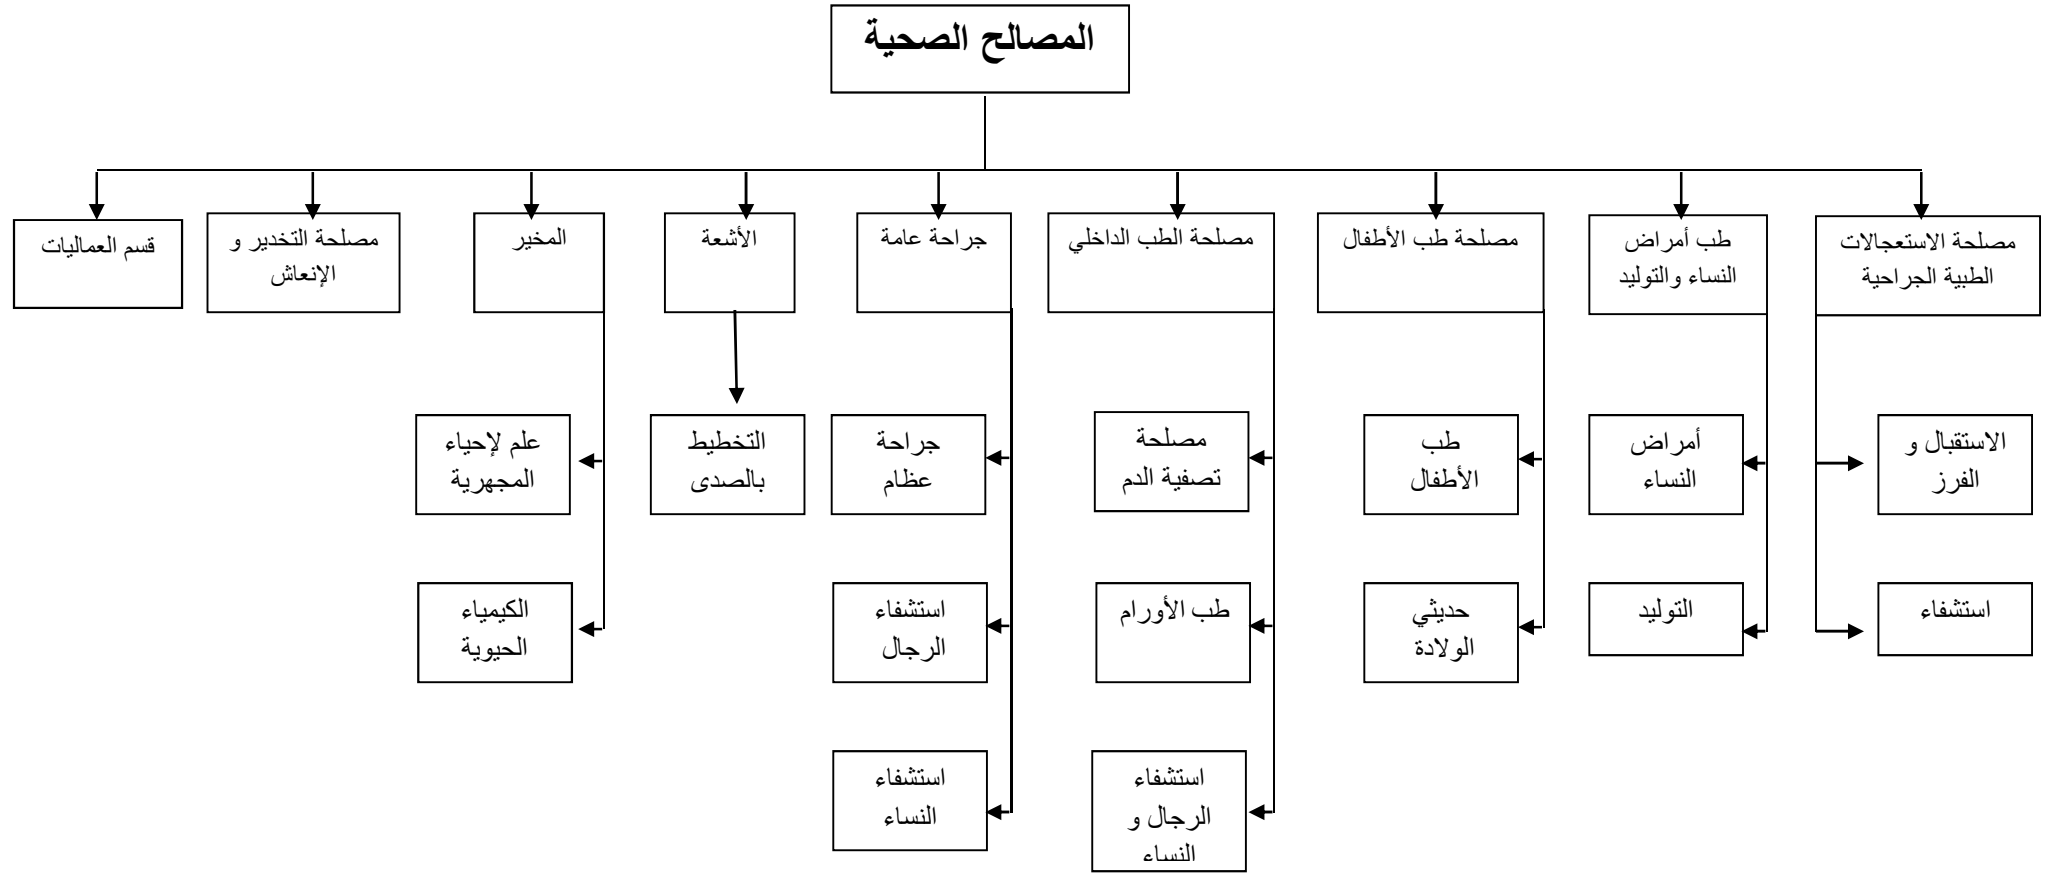 المصالح الصحية
مصلحة الاستعجالات
الطبية الجراحية
طب أمراض
النساء والتوليد
مصلحة طب الأطفال
مصلحة الطب الداخلي
جراحة عامة
الأشعة
المخير
مصلحة التخدير و
الإنعاش
قسم العماليات
الاستقبال و
الفرز
أمراض
النساء
طب
الأطفال
مصلحة
تصفية الدم
جراحة
عظام
التخطيط
بالصدى
علم لإحياء
المجهرية
استشفاء
التوليد
حديثي
الولادة
طب الأورام
استشفاء
الرجال
الكيمياء
الحيوية
استشفاء
الرجال و
النساء
استشفاء
النساء